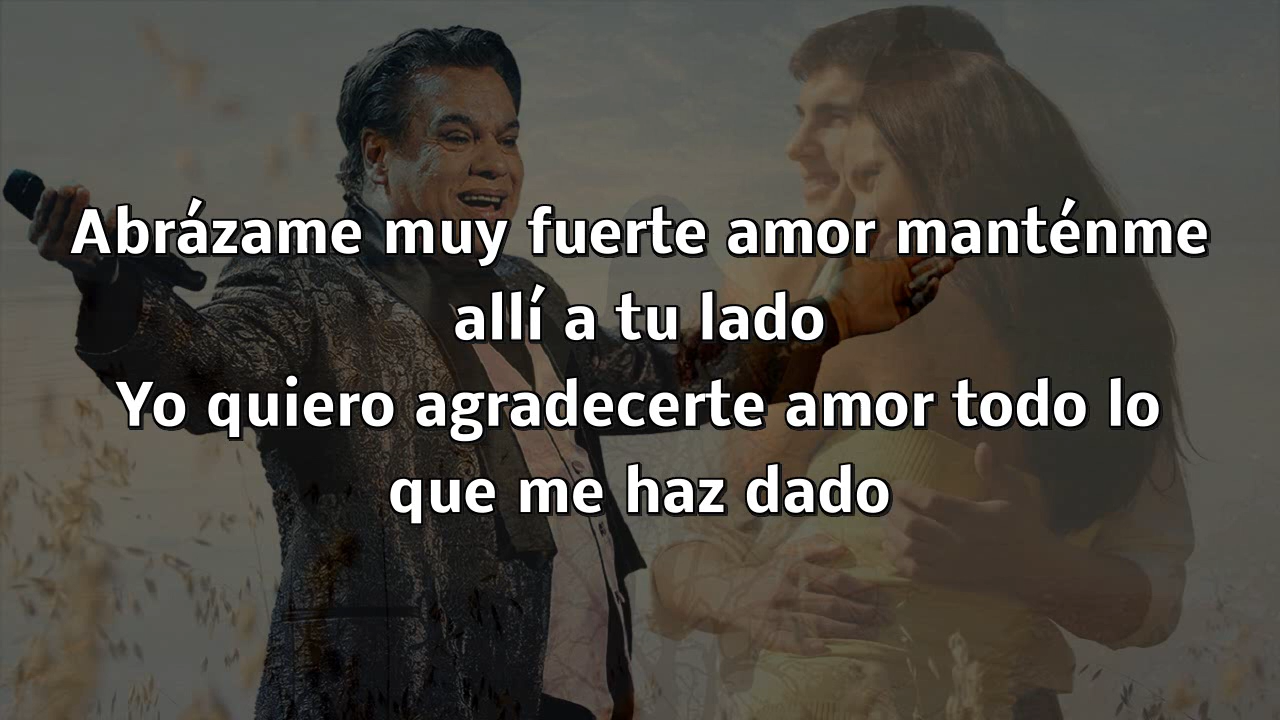 Abrázame muy fuerte amor manténme
allí a tu lado
Yo quiero agradecerte amor todo lo
que me haz dado